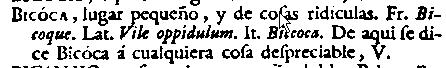 BICÓCA, lugar pequeño, y de coſas ridiculas. Fr. Bi-
coque. Lat. Vile oppidulum. It. Biccoca. De aqui ſe di-
ce Bicóca á cualquiera coſa deſpreciable, V.